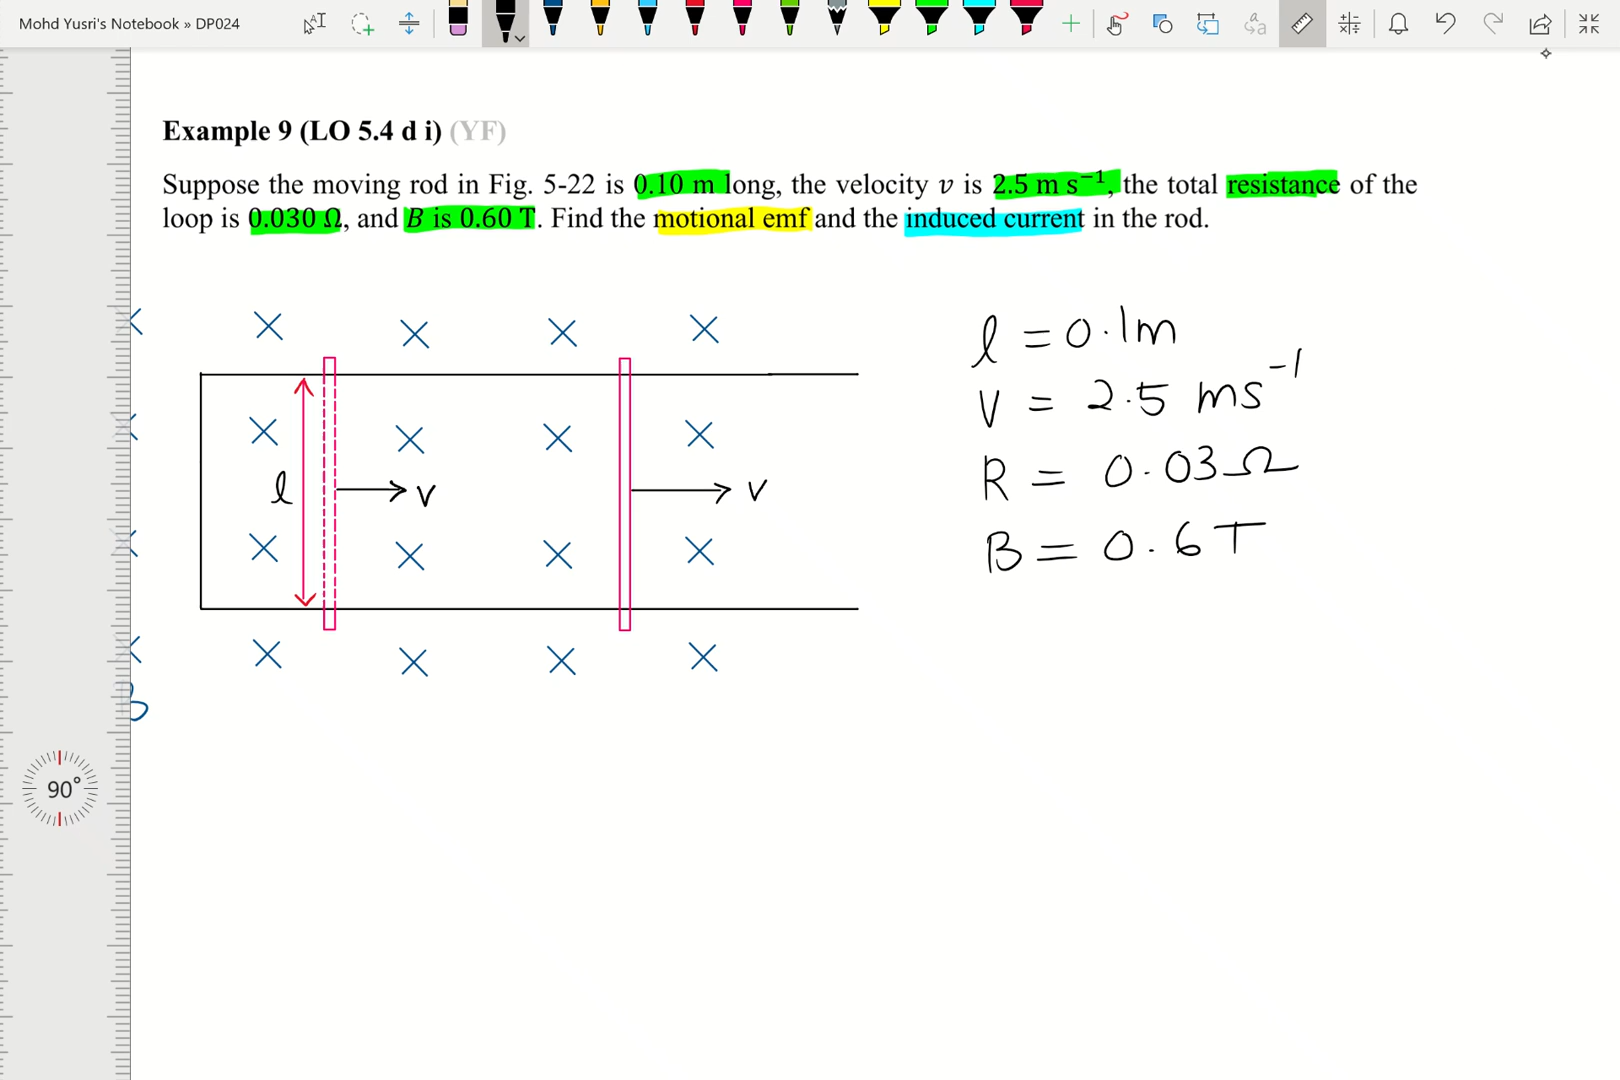 Mohd Yusri's Notebook » DP024
Example 9 (LO 5.4 d i) (YF)
Suppose the moving rod in Fig. 5-22 is 0.10 m long, the velocity v is 2.5 m s⁻¹, the total resistance of the
loop is 0.030 Ω, and B is 0.60 T. Find the motional emf and the induced current in the rod.
l = 0.1m
V = 2.5 ms⁻¹
R = 0.03Ω
B = 0.6T
l
v
v
90°